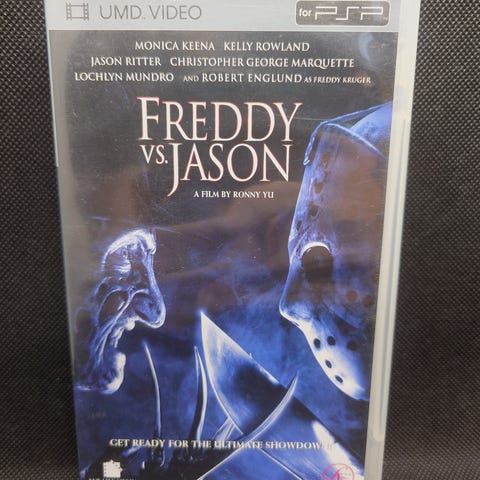 UMD. VIDEO
for PSP
MONICA KEENA KELLY ROWLAND
JASON RITTER CHRISTOPHER GEORGE MARQUETTE
LOCHLYN MUNDRO AND ROBERT ENGLUND AS FREDDY KRUGER
FREDDY
VS. JASON
A FILM BY RONNY YU
GET READY FOR THE ULTIMATE SHOWDOWN